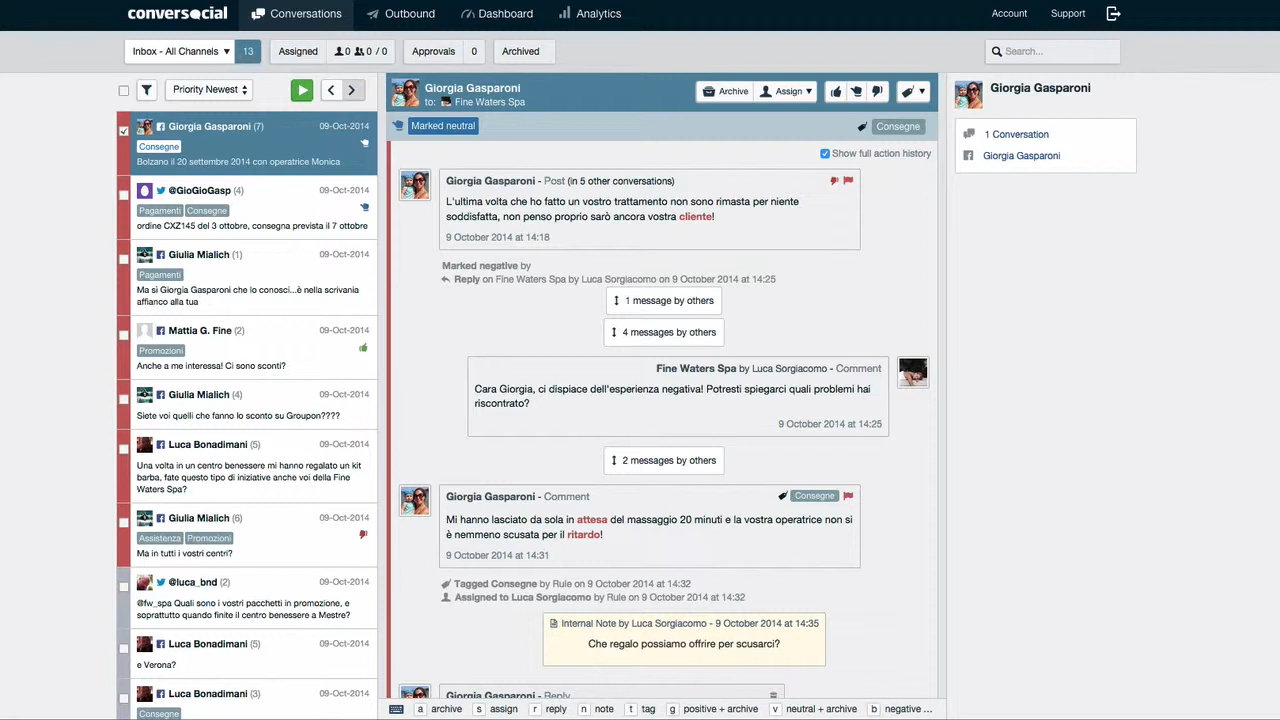 conversocial
Conversations
Outbound
Dashboard
Analytics
Account
Support
Inbox - All Channels
13
Assigned
0
0 / 0
Approvals
0
Archived
Search...
Priority Newest
Giorgia Gasparoni (7)
09-Oct-2014
Consegne
Bolzano il 20 settembre 2014 con operatrice Monica
@GioGioGasp (4)
09-Oct-2014
Pagamenti
Consegne
ordine CXZ145 del 3 ottobre, consegna prevista il 7 ottobre
Giulia Mialich (1)
09-Oct-2014
Pagamenti
Ma sì Giorgia Gasparoni che lo conosci...è nella scrivania
affianco alla tua
Mattia G. Fine (2)
09-Oct-2014
Promozioni
Anche a me interessa! Ci sono sconti?
Giulia Mialich (4)
09-Oct-2014
Siete voi quelli che fanno lo sconto su Groupon????
Luca Bonadimani (5)
09-Oct-2014
Una volta in un centro benessere mi hanno regalato un kit
barba, fate questo tipo di iniziative anche voi della Fine
Waters Spa?
Giulia Mialich (6)
09-Oct-2014
Assistenza
Promozioni
Ma in tutti i vostri centri?
@luca_bnd (2)
09-Oct-2014
@fw_spa Quali sono i vostri pacchetti in promozione, e
soprattutto quando finite il centro benessere a Mestre?
Luca Bonadimani (5)
09-Oct-2014
e Verona?
Luca Bonadimani (3)
09-Oct-2014
Consegne
Giorgia Gasparoni
to: Fine Waters Spa
Archive
Assign
Marked neutral
Consegne
Show full action history
Giorgia Gasparoni - Post (in 5 other conversations)
L'ultima volta che ho fatto un vostro trattamento non sono rimasta per niente
soddisfatta, non penso proprio sarò ancora vostra cliente!
9 October 2014 at 14:18
Marked negative by
Reply on Fine Waters Spa by Luca Sorgiacomo on 9 October 2014 at 14:25
1 message by others
4 messages by others
Fine Waters Spa by Luca Sorgiacomo - Comment
Cara Giorgia, ci dispiace dell'esperienza negativa! Potresti spiegarci quali problemi hai
riscontrato?
9 October 2014 at 14:25
2 messages by others
Giorgia Gasparoni - Comment
Consegne
Mi hanno lasciato da sola in attesa del massaggio 20 minuti e la vostra operatrice non si
è nemmeno scusata per il ritardo!
9 October 2014 at 14:31
Tagged Consegne by Rule on 9 October 2014 at 14:32
Assigned to Luca Sorgiacomo by Rule on 9 October 2014 at 14:32
Internal Note by Luca Sorgiacomo - 9 October 2014 at 14:35
Che regalo possiamo offrire per scusarci?
Giorgia Gasparoni - Reply
a archive s assign r reply n note t tag g positive + archive v neutral + archive b negative ...
Giorgia Gasparoni
1 Conversation
Giorgia Gasparoni